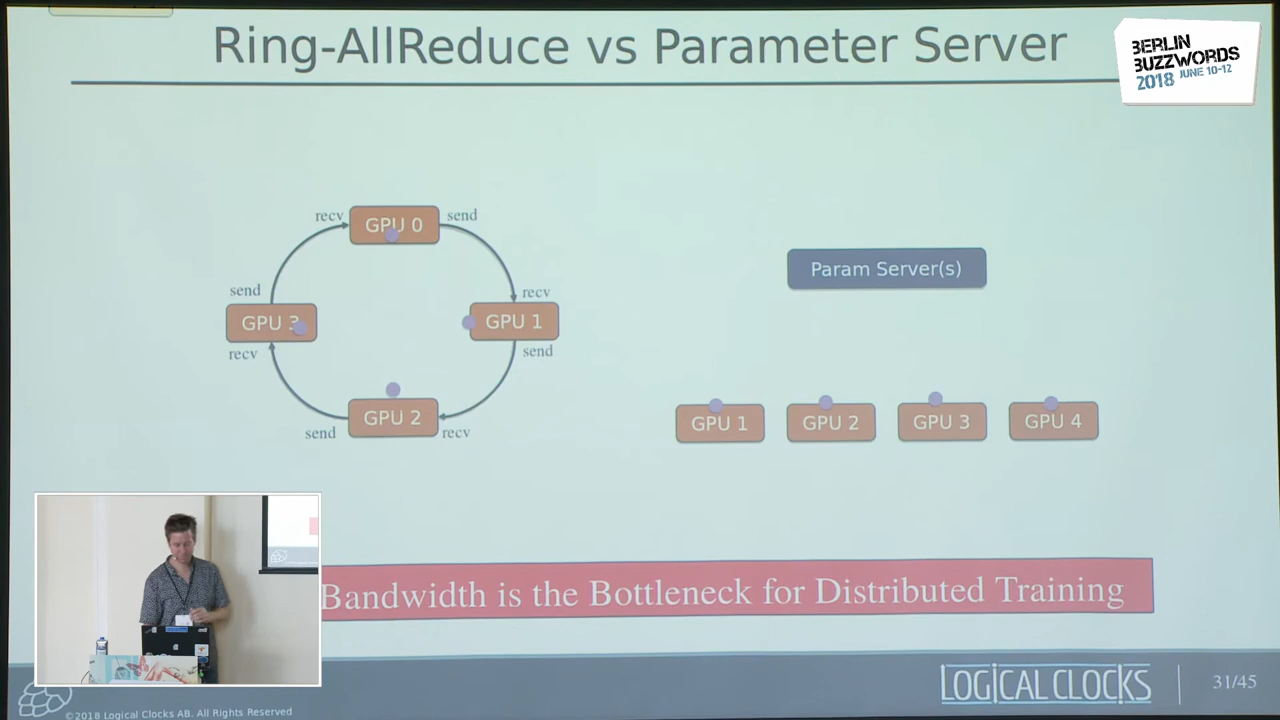 Ring-AllReduce vs Parameter Server
BERLIN
BUZZWORDS
2018 JUNE 10-12
recv
GPU 0
send
send
recv
GPU 3
GPU 1
recv
send
GPU 2
send
recv
Param Server(s)
GPU 1
GPU 2
GPU 3
GPU 4
Bandwidth is the Bottleneck for Distributed Training
©2018 Logical Clocks AB. All Rights Reserved
LOGICAL CLOCKS
31/45